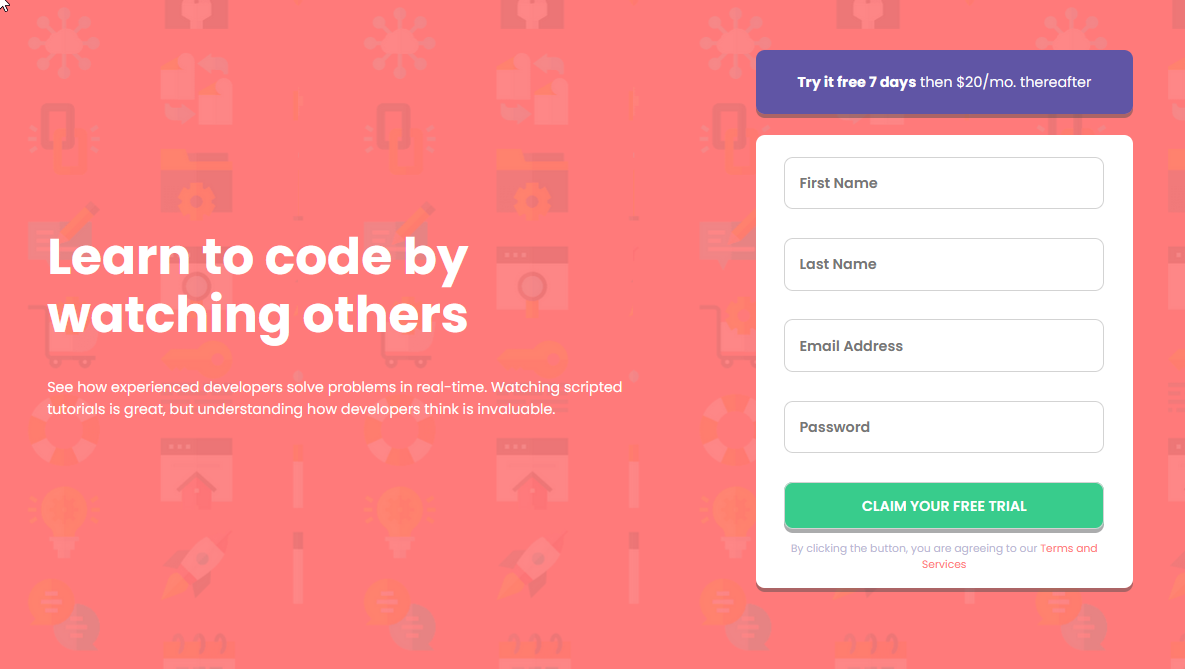 Learn to code by
watching others
See how experienced developers solve problems in real-time. Watching scripted
tutorials is great, but understanding how developers think is invaluable.
Try it free 7 days then $20/mo. thereafter
First Name
Last Name
Email Address
Password
CLAIM YOUR FREE TRIAL
By clicking the button, you are agreeing to our Terms and
Services